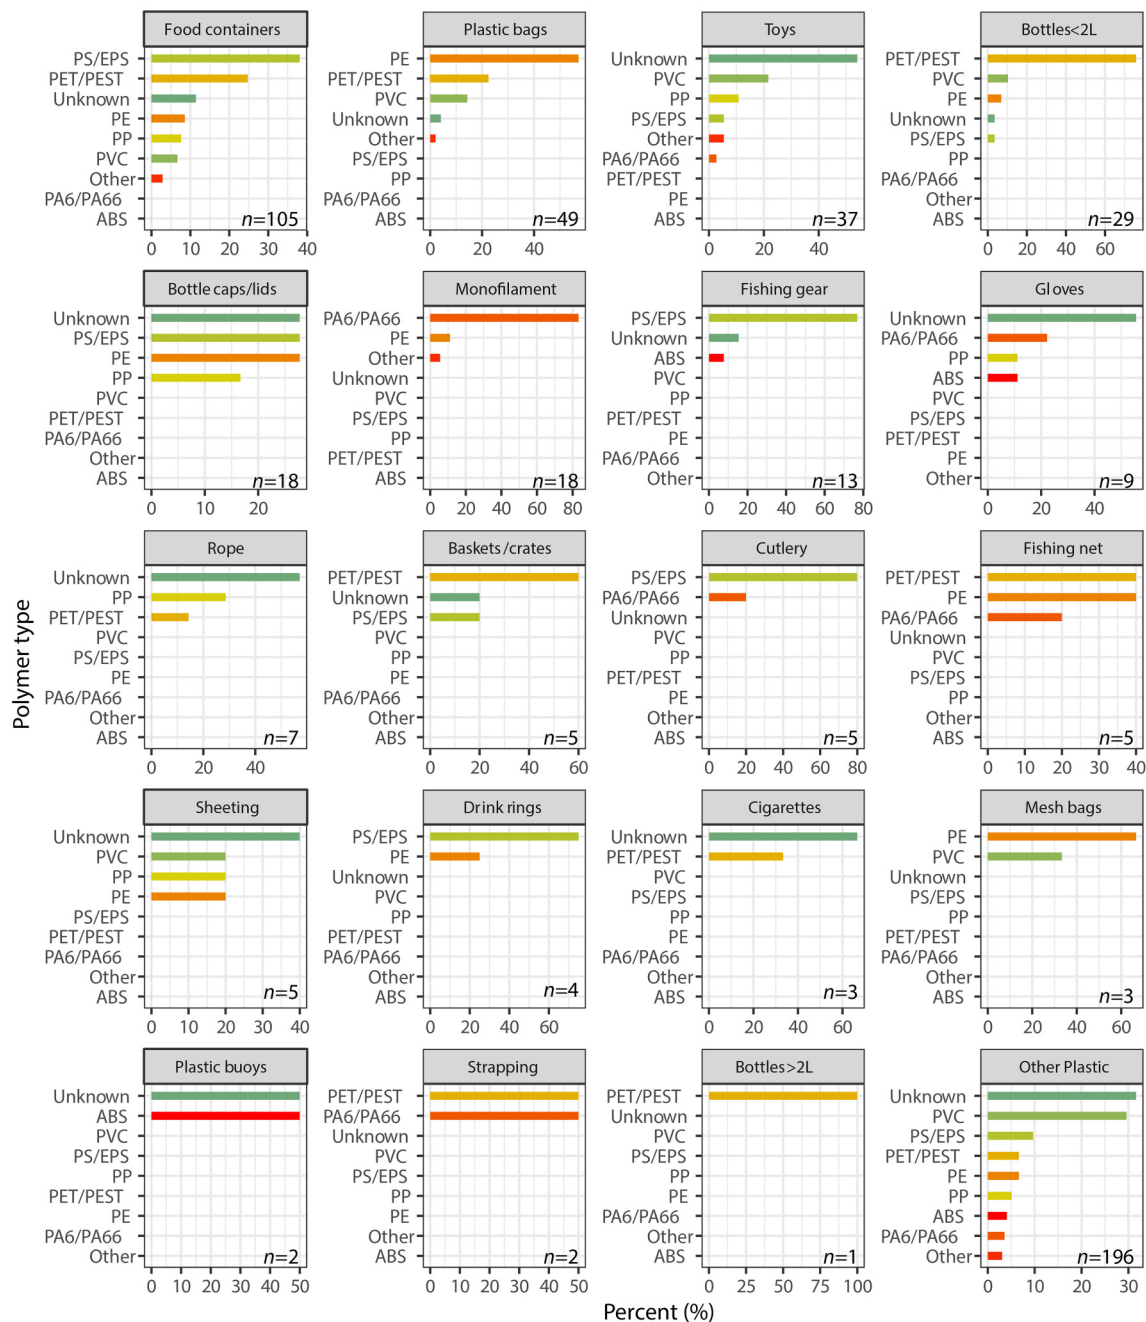 Food containers
PS/EPS
PET/PEST
Unknown
PE
PP
PVC
Other
PA6/PA66
ABS
n=105
0 10 20 30 40
Plastic bags
PE
PET/PEST
PVC
Unknown
Other
PS/EPS
PP
PA6/PA66
ABS
n=49
0 20 40
Toys
Unknown
PVC
PP
PS/EPS
Other
PA6/PA66
PET/PEST
PE
ABS
n=37
0 20 40
Bottles<2L
PET/PEST
PVC
PE
Unknown
PS/EPS
PP
PA6/PA66
Other
ABS
n=29
0 20 40 60
Bottle caps/lids
Unknown
PS/EPS
PE
PP
PVC
PET/PEST
PA6/PA66
Other
ABS
n=18
0 10 20
Monofilament
PA6/PA66
PE
Other
Unknown
PVC
PS/EPS
PP
PET/PEST
ABS
n=18
0 20 40 60 80
Fishing gear
PS/EPS
Unknown
ABS
PVC
PP
PET/PEST
PE
PA6/PA66
Other
n=13
0 20 40 60 80
Gloves
Unknown
PA6/PA66
PP
ABS
PVC
PS/EPS
PET/PEST
PE
Other
n=9
0 20 40
Rope
Unknown
PP
PET/PEST
PVC
PS/EPS
PE
PA6/PA66
Other
ABS
n=7
0 20 40
Baskets/crates
PET/PEST
Unknown
PS/EPS
PVC
PP
PE
PA6/PA66
Other
ABS
n=5
0 20 40 60
Cutlery
PS/EPS
PA6/PA66
Unknown
PVC
PP
PET/PEST
PE
Other
ABS
n=5
0 20 40 60 80
Fishing net
PET/PEST
PE
PA6/PA66
Unknown
PVC
PS/EPS
PP
Other
ABS
n=5
0 10 20 30 40
Sheeting
Unknown
PVC
PP
PE
PS/EPS
PET/PEST
PA6/PA66
Other
ABS
n=5
0 10 20 30 40
Drink rings
PS/EPS
PE
Unknown
PVC
PP
PET/PEST
PA6/PA66
Other
ABS
n=4
0 20 40 60
Cigarettes
Unknown
PET/PEST
PVC
PS/EPS
PP
PE
PA6/PA66
Other
ABS
n=3
0 20 40 60
Mesh bags
PE
PVC
Unknown
PS/EPS
PP
PET/PEST
PA6/PA66
Other
ABS
n=3
0 20 40 60
Plastic buoys
Unknown
ABS
PVC
PS/EPS
PP
PET/PEST
PE
PA6/PA66
Other
n=2
0 10 20 30 40 50
Strapping
PET/PEST
PA6/PA66
Unknown
PVC
PS/EPS
PP
PE
Other
ABS
n=2
0 10 20 30 40 50
Bottles>2L
PET/PEST
Unknown
PVC
PS/EPS
PP
PE
PA6/PA66
Other
ABS
n=1
0 25 50 75 100
Other Plastic
Unknown
PVC
PS/EPS
PET/PEST
PE
PP
ABS
PA6/PA66
Other
n=196
0 10 20 30
Polymer type
Percent (%)